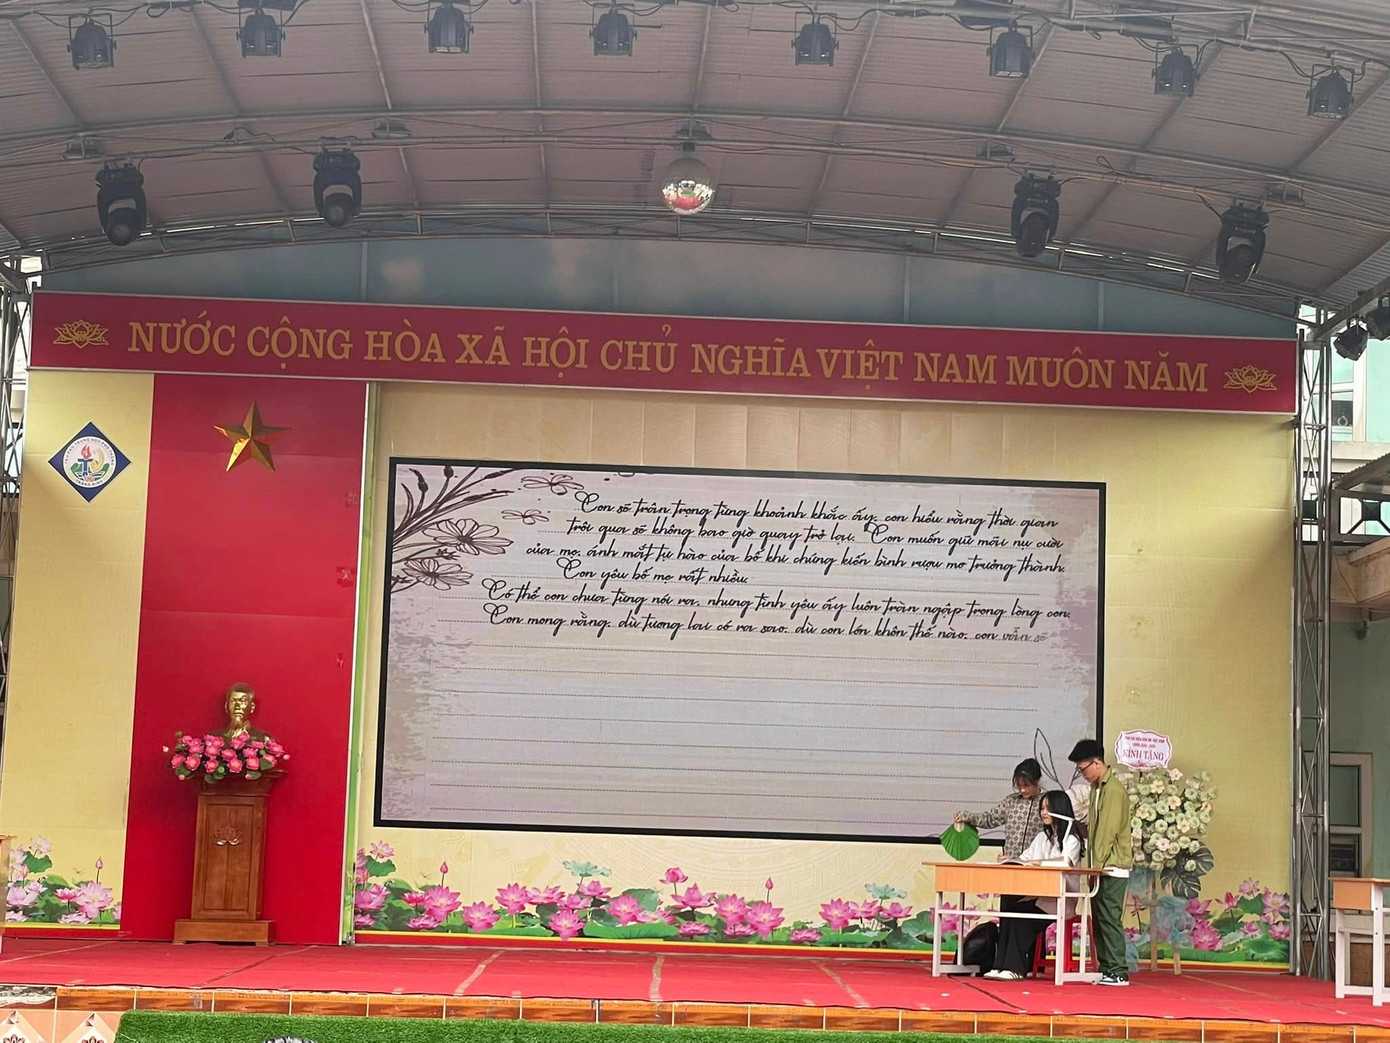 NƯỚC CỘNG HÒA XÃ HỘI CHỦ NGHĨA VIỆT NAM MUÔN NĂM
Con sẽ trân trọng từng khoảnh khắc ấy, con hiểu rằng thời gian
trôi qua sẽ không bao giờ quay trở lại. Con muốn giữ mãi nụ cười
của mẹ, ánh mắt tự hào của bố khi chứng kiến bình rượu mơ trưởng thành.
Con yêu bố mẹ rất nhiều.
Có thể con chưa từng nói ra, nhưng tình yêu ấy luôn tràn ngập trong lòng con.
Con mong rằng, dù tương lai có ra sao, dù con lớn khôn thế nào, con vẫn sẽ
KÍNH TẶNG